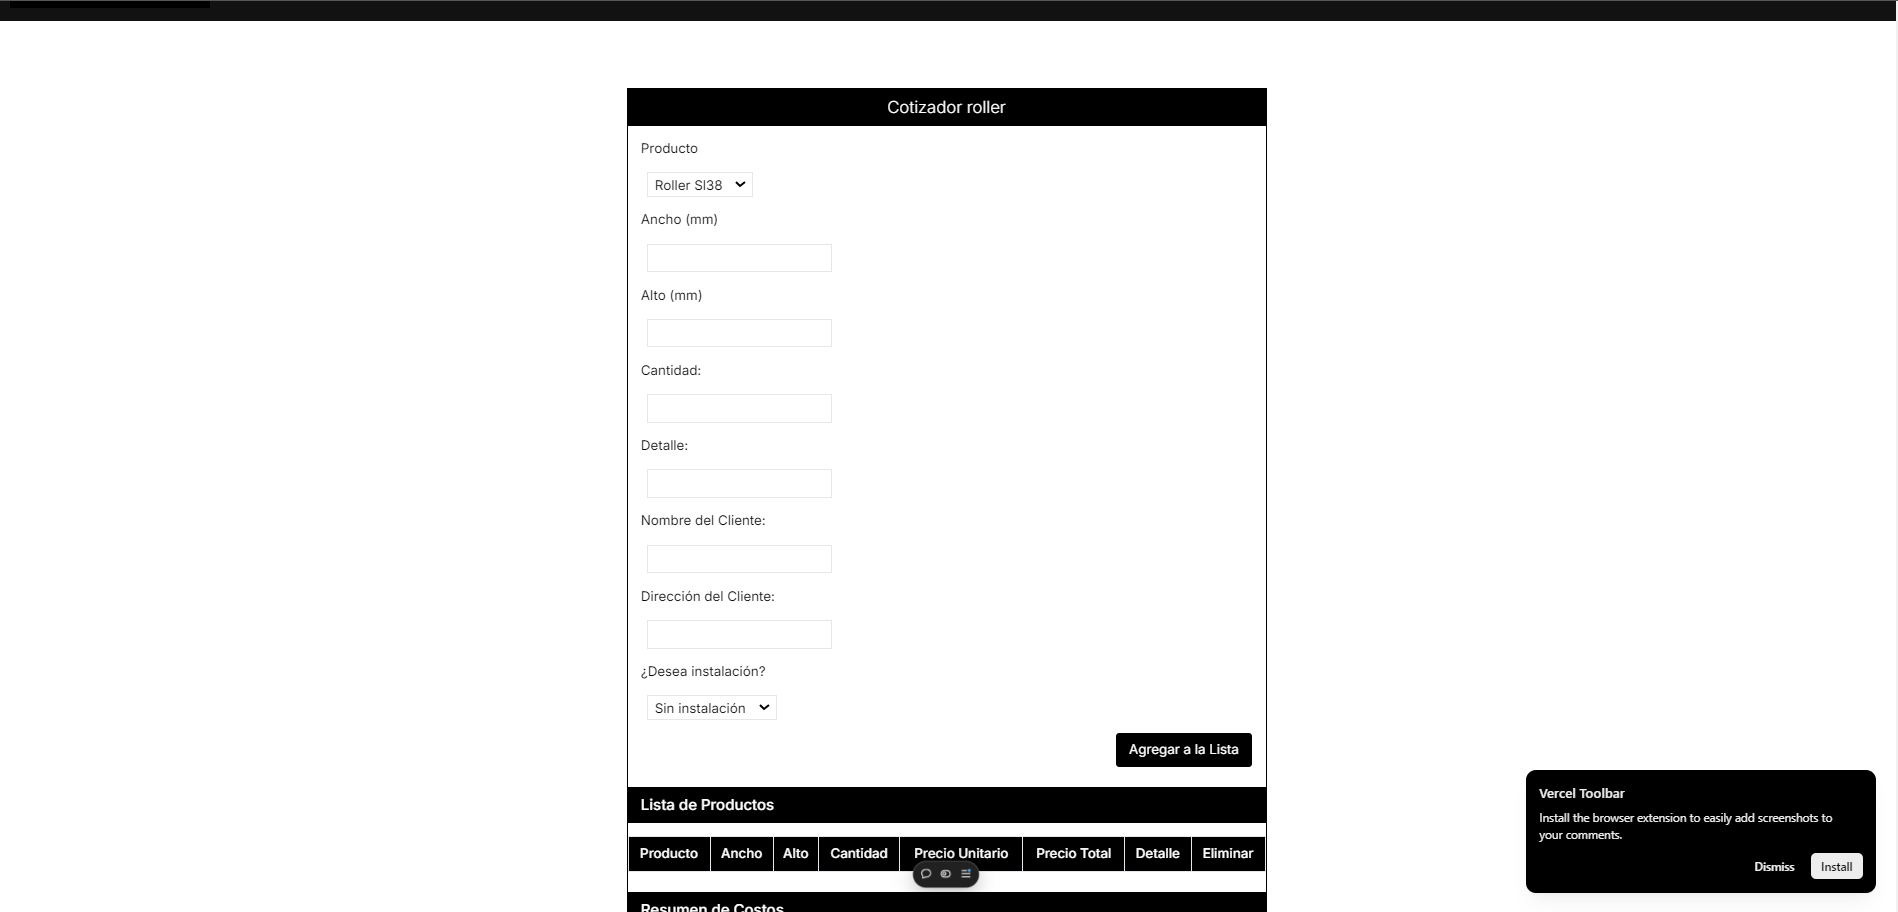 Cotizador roller
Producto
Roller SI38
Ancho (mm)
Alto (mm)
Cantidad:
Detalle:
Nombre del Cliente:
Dirección del Cliente:
¿Desea instalación?
Sin instalación
Agregar a la Lista
Lista de Productos
Producto Ancho Alto Cantidad Precio Unitario Precio Total Detalle Eliminar
Resumen de Costos
Vercel Toolbar
Install the browser extension to easily add screenshots to
your comments.
Dismiss Install